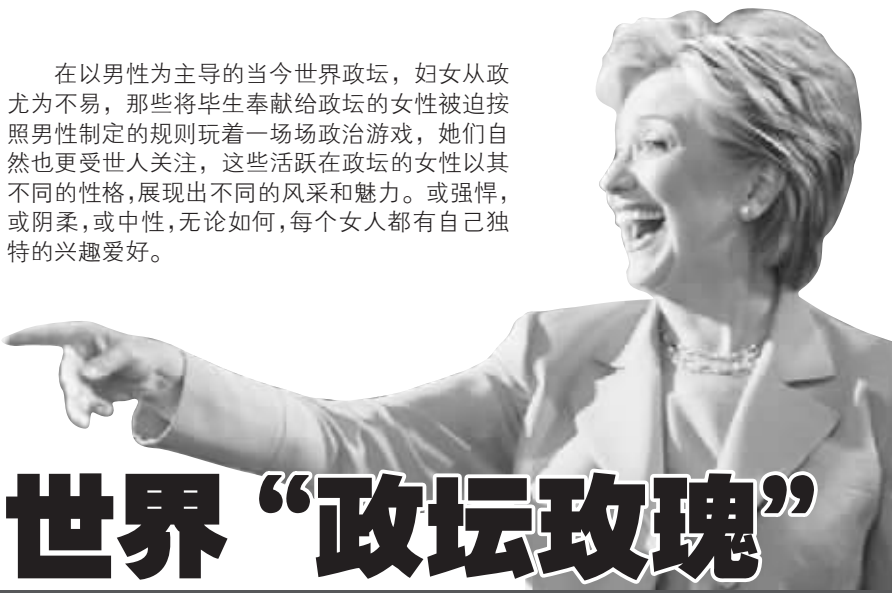 在以男性为主导的当今世界政坛，妇女从政
尤为不易，那些将毕生奉献给政坛的女性被迫按
照男性制定的规则玩着一场场政治游戏，她们自
然也更受世人关注，这些活跃在政坛的女性以其
不同的性格，展现出不同的风采和魅力。或强悍，
或阴柔，或中性，无论如何，每个女人都有自己独
特的兴趣爱好。
世界“政坛玫瑰”